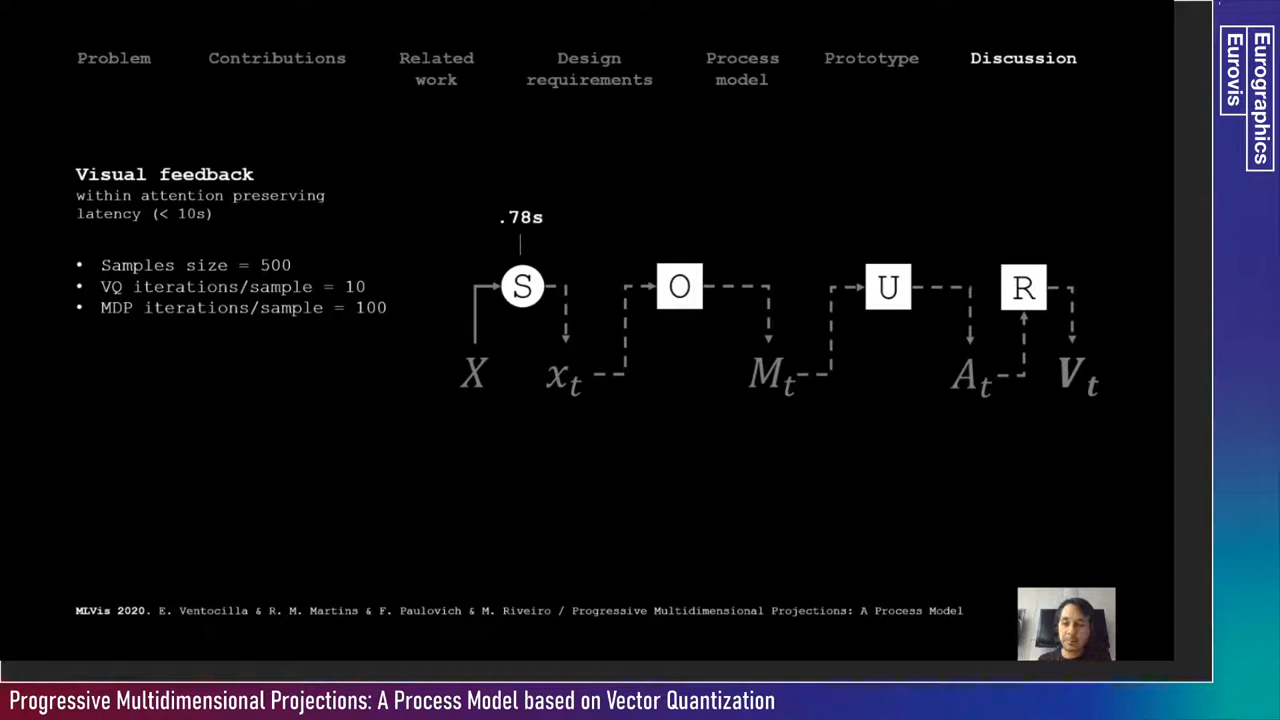 Problem
Contributions
Related
work
Design
requirements
Process
model
Prototype
Discussion
Visual feedback
within attention preserving
latency (< 10s)
• Samples size = 500
• VQ iterations/sample = 10
• MDP iterations/sample = 100
.78s
S
O
U
R
X
x_t
M_t
A_t
V_t
MLVis 2020. E. Ventocilla & R. M. Martins & F. Paulovich & M. Riveiro / Progressive Multidimensional Projections: A Process Model
Eurographics
Eurovis
Progressive Multidimensional Projections: A Process Model based on Vector Quantization